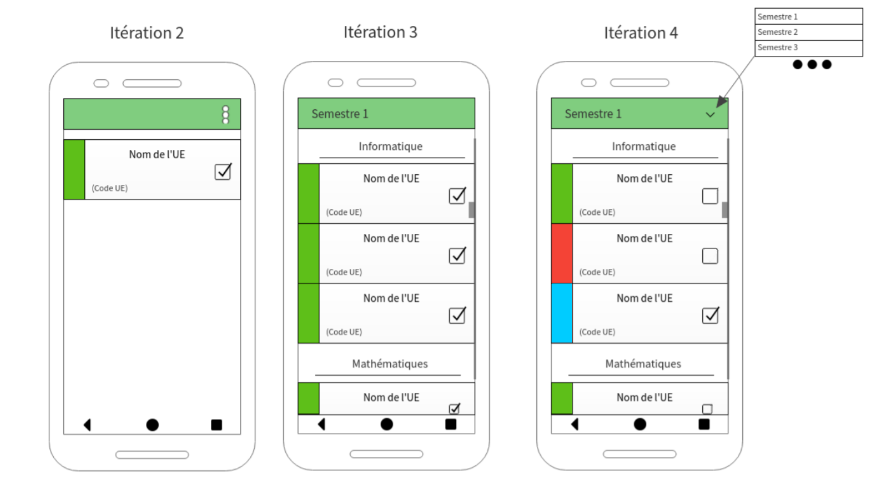 Itération 2
Itération 3
Itération 4
Semestre 1
Semestre 2
Semestre 3
Nom de l'UE
(Code UE)
Semestre 1
Informatique
Nom de l'UE
(Code UE)
Nom de l'UE
(Code UE)
Nom de l'UE
(Code UE)
Mathématiques
Nom de l'UE
Semestre 1
Informatique
Nom de l'UE
(Code UE)
Nom de l'UE
(Code UE)
Nom de l'UE
(Code UE)
Mathématiques
Nom de l'UE